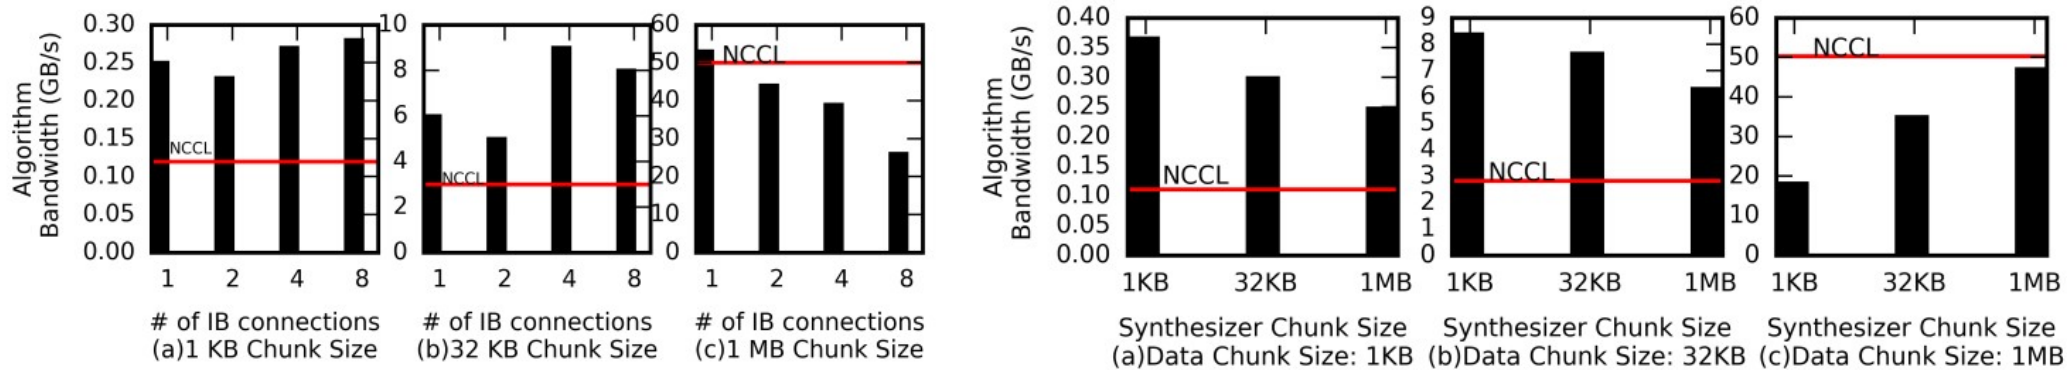 Algorithm
Bandwidth (GB/s)
0.30
0.25
0.20
0.15
0.10
0.05
0.00
NCCL
1 2 4 8
# of IB connections
(a)1 KB Chunk Size
10
8
6
4
2
0
NCCL
1 2 4 8
# of IB connections
(b)32 KB Chunk Size
60
50
40
30
20
10
0
NCCL
1 2 4 8
# of IB connections
(c)1 MB Chunk Size
Algorithm
Bandwidth (GB/s)
0.40
0.35
0.30
0.25
0.20
0.15
0.10
0.05
0.00
NCCL
1KB 32KB 1MB
Synthesizer Chunk Size
(a)Data Chunk Size: 1KB
9
8
7
6
5
4
3
2
1
0
NCCL
1KB 32KB 1MB
Synthesizer Chunk Size
(b)Data Chunk Size: 32KB
60
50
40
30
20
10
0
NCCL
1KB 32KB 1MB
Synthesizer Chunk Size
(c)Data Chunk Size: 1MB